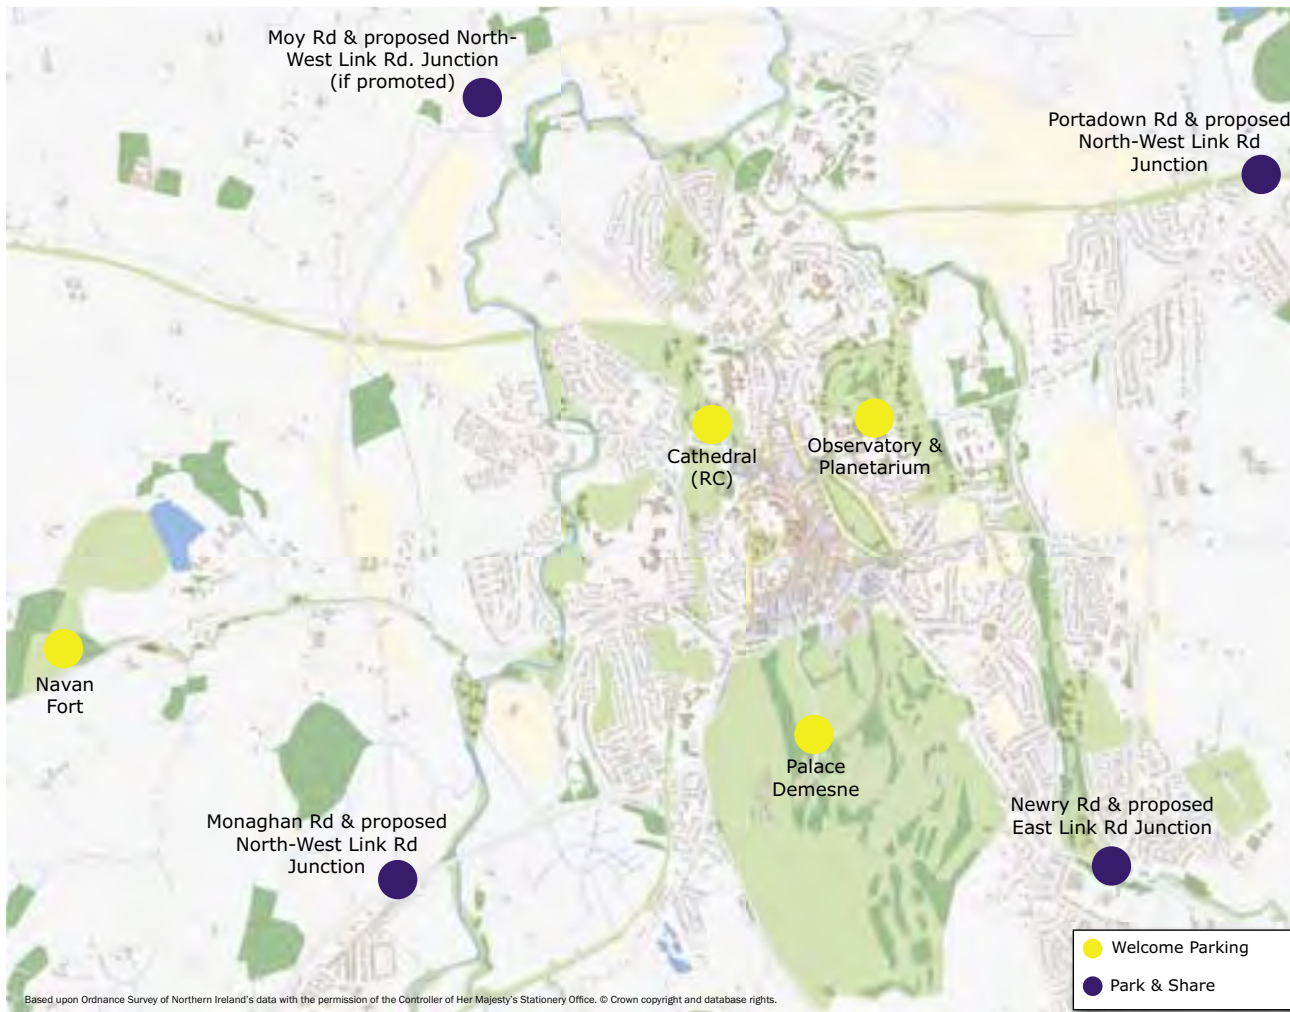 Moy Rd & proposed North-
West Link Rd. Junction
(if promoted)
Portadown Rd & proposed
North-West Link Rd
Junction
Cathedral
(RC)
Observatory &
Planetarium
Navan
Fort
Palace
Demesne
Monaghan Rd & proposed
North-West Link Rd
Junction
Newry Rd & proposed
East Link Rd Junction
Welcome Parking
Park & Share
Based upon Ordnance Survey of Northern Ireland's data with the permission of the Controller of Her Majesty's Stationery Office. © Crown copyright and database rights.